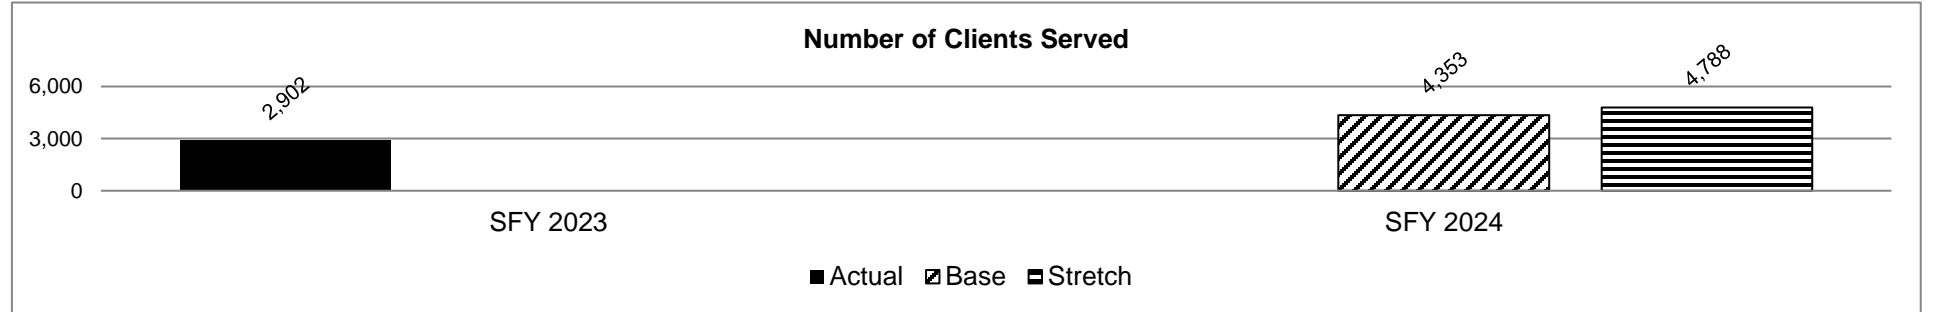 Number of Clients Served
6,000
3,000
0
2,902
4,353
4,788
SFY 2023
SFY 2024
Actual
Base
Stretch